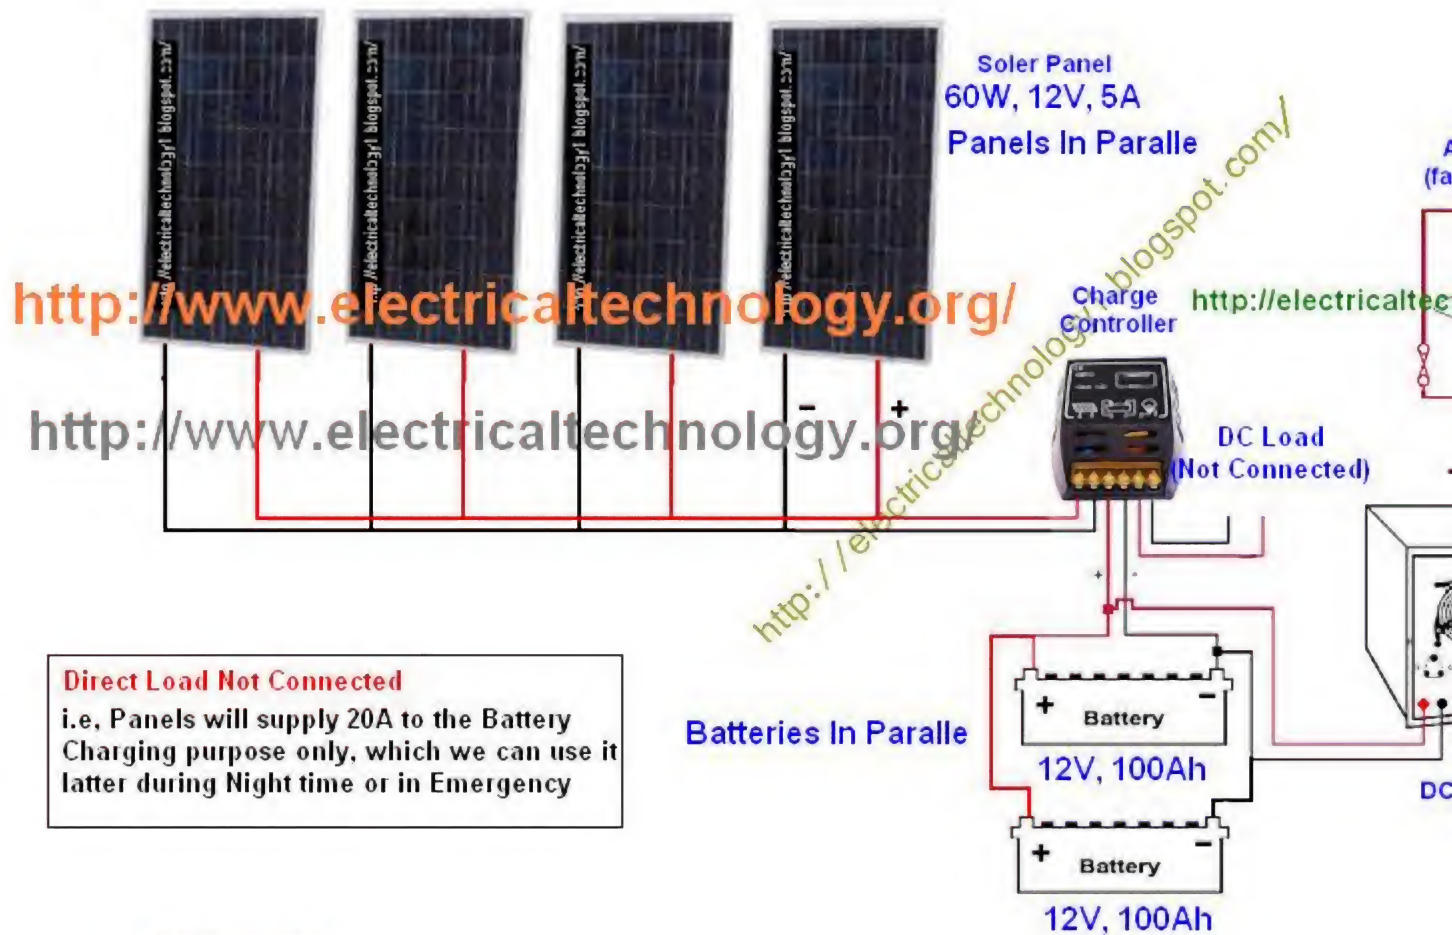 Soler Panel
60W, 12V, 5A
Panels In Paralle
http://www.electricaltechnology.org/
Charge
Controller
http://electricaltec
(fa
http://www.electricaltechnology.org/
- +
DC Load
(Not Connected)
http://electricaltechnology.blogspot.com/
+ -
Direct Load Not Connected
i.e, Panels will supply 20A to the Battery
Charging purpose only, which we can use it
latter during Night time or in Emergency
Batteries In Paralle
+ -
Battery
12V, 100Ah
DC
+ -
Battery
12V, 100Ah